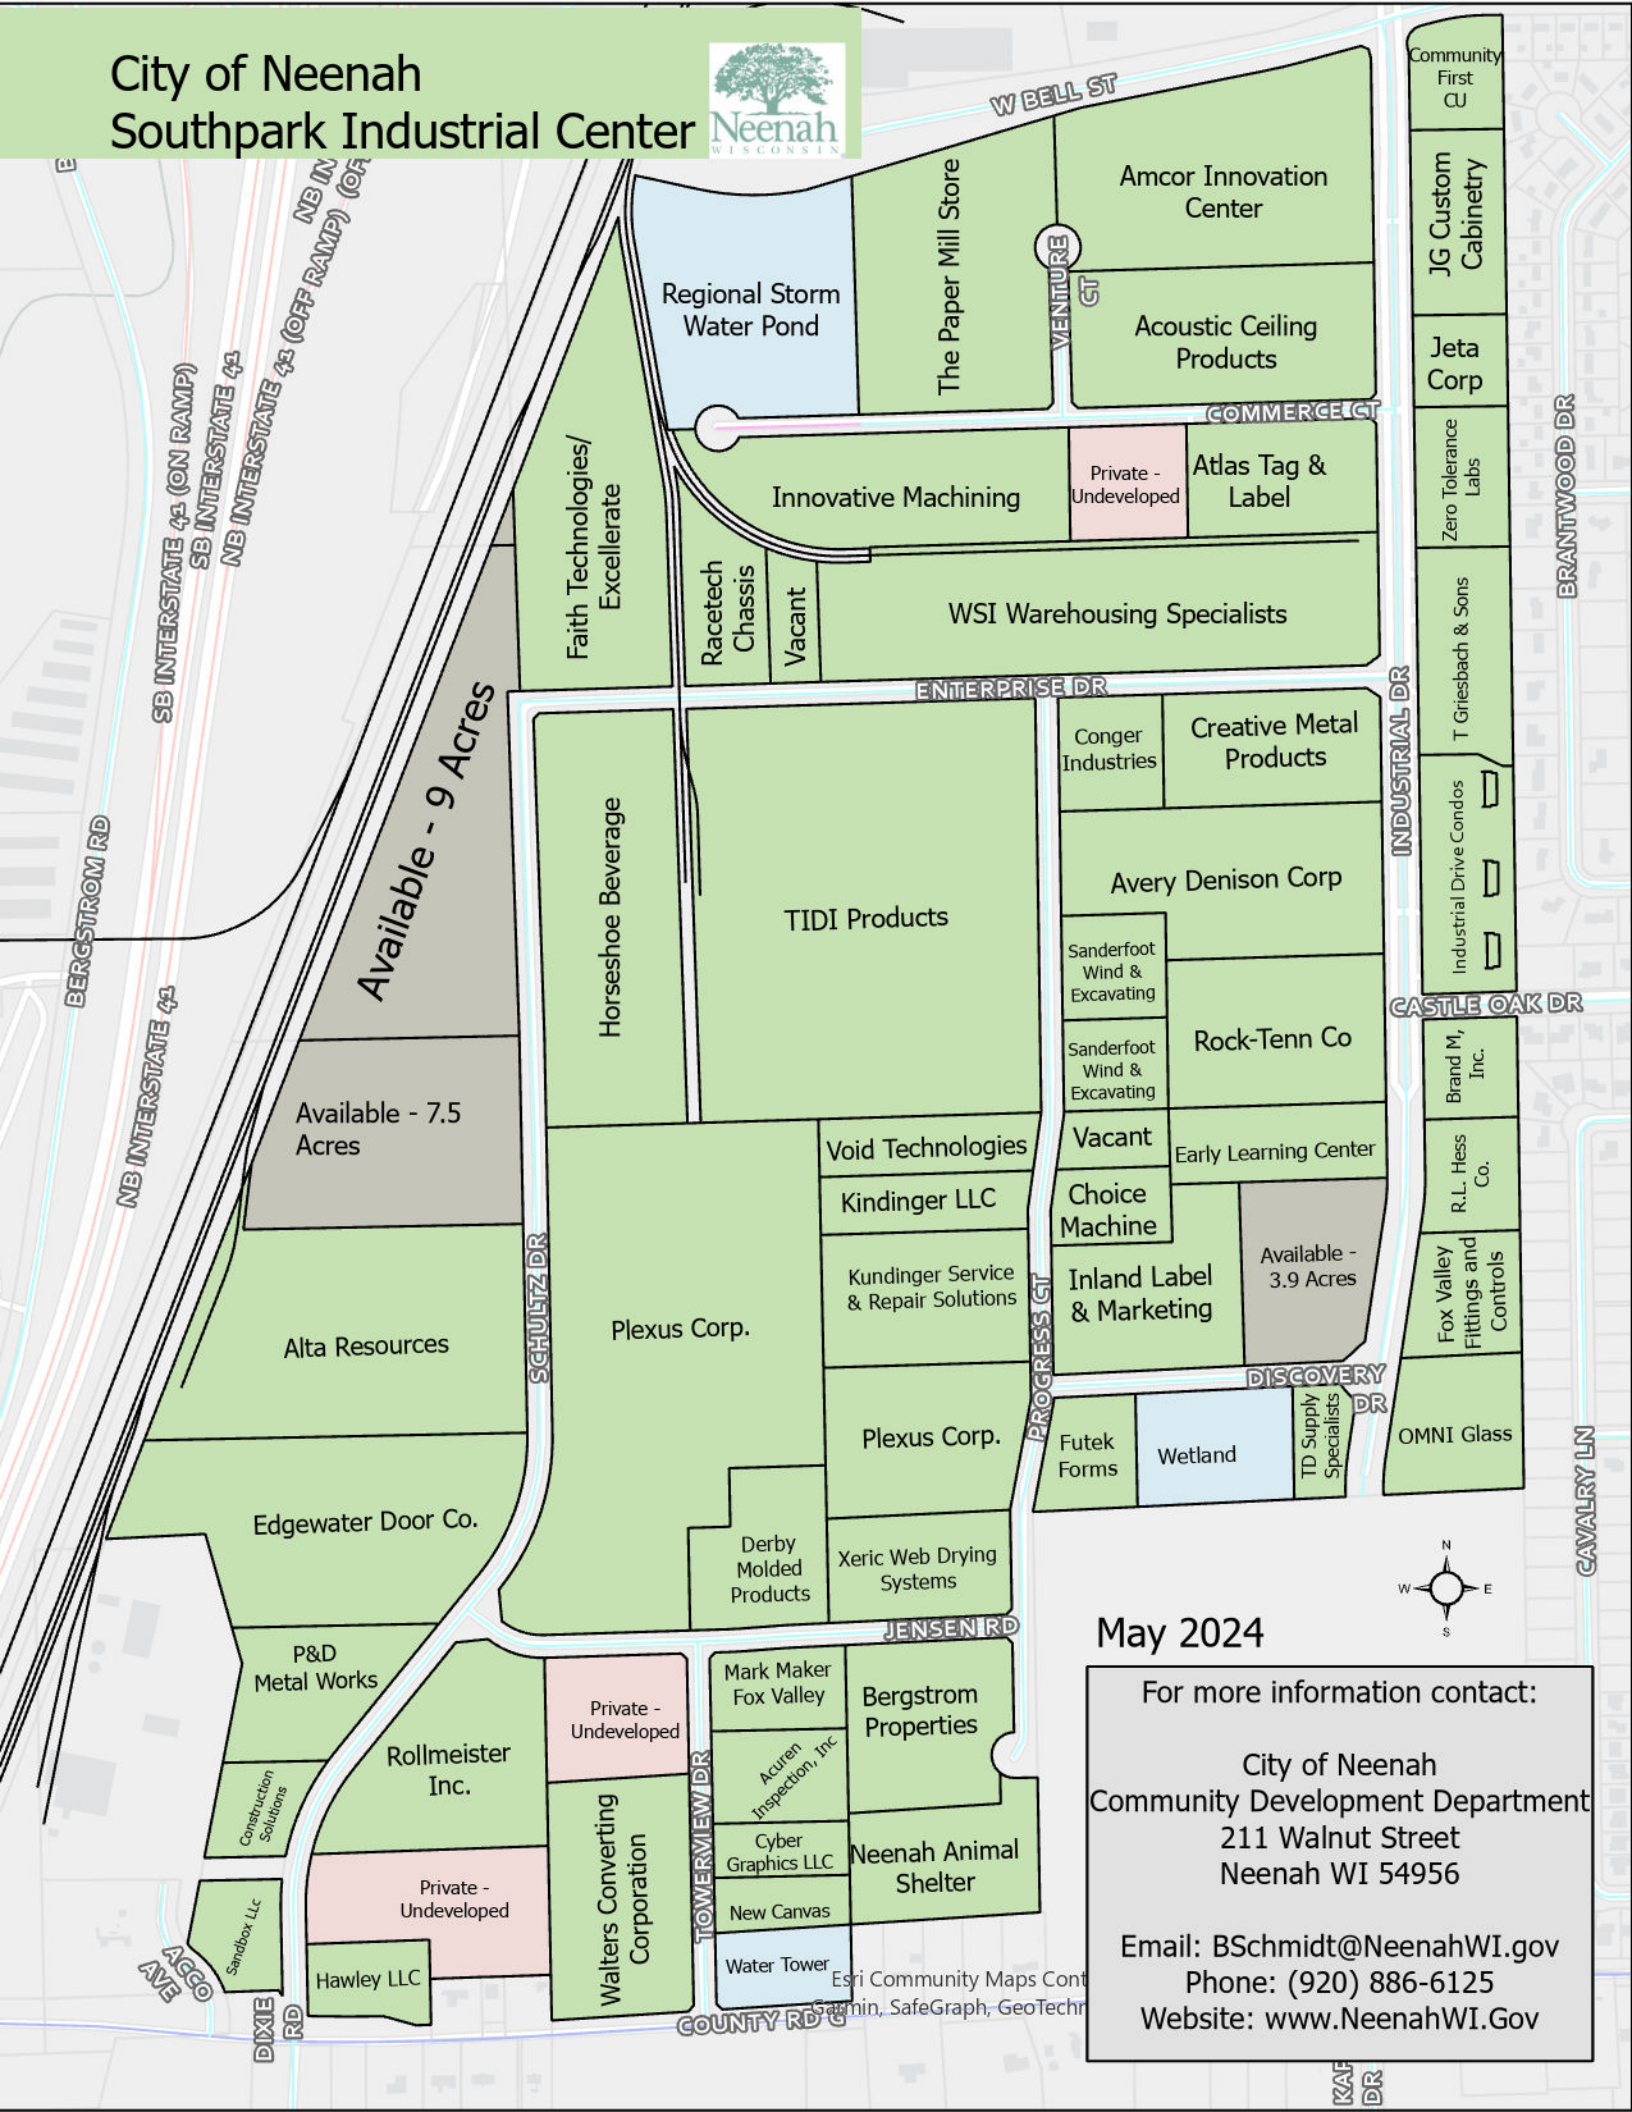 City of Neenah
Southpark Industrial Center
Neenah
WISCONSIN
W BELL ST
NB IN
NB INTERSTATE 41 (OFF RAMP)
SB INTERSTATE 41 (ON RAMP)
SB INTERSTATE 41
NB INTERSTATE 41
BERGSTROM RD
Community
First
CU
Amcor Innovation
Center
The Paper Mill Store
JG Custom
Cabinetry
Regional Storm
Water Pond
VENTURE
CT
Acoustic Ceiling
Products
Jeta
Corp
COMMERCE CT
BRANTWOOD DR
Faith Technologies/
Excellerate
Innovative Machining
Private -
Undeveloped
Atlas Tag &
Label
Zero Tolerance
Labs
Racetech
Chassis
Vacant
WSI Warehousing Specialists
T Griesbach & Sons
ENTERPRISE DR
INDUSTRIAL DR
Available - 9 Acres
Conger
Industries
Creative Metal
Products
Horseshoe Beverage
TIDI Products
Avery Denison Corp
Industrial Drive Condos
Sanderfoot
Wind &
Excavating
CASTLE OAK DR
Sanderfoot
Wind &
Excavating
Rock-Tenn Co
Brand M,
Inc.
Available - 7.5
Acres
Void Technologies
Vacant
Early Learning Center
R.L. Hess
Co.
Kindinger LLC
Choice
Machine
SCHULTZ DR
Kundinger Service
& Repair Solutions
PROGRESS CT
Inland Label
& Marketing
Available -
3.9 Acres
Fox Valley
Fittings and
Controls
Alta Resources
Plexus Corp.
DISCOVERY
DR
Plexus Corp.
Futek
Forms
Wetland
TD Supply
Specialists
OMNI Glass
CAVALRY LN
Edgewater Door Co.
Derby
Molded
Products
Xeric Web Drying
Systems
N
W
E
S
JENSEN RD
May 2024
P&D
Metal Works
Private -
Undeveloped
Mark Maker
Fox Valley
Bergstrom
Properties
Rollmeister
Inc.
Acuren
Inspection, Inc
Construction
Solutions
TOWERVIEW DR
Walters Converting
Corporation
Cyber
Graphics LLC
Neenah Animal
Shelter
Private -
Undeveloped
New Canvas
Sandbox LLc
Hawley LLC
Water Tower
ACCO
AVE
DIXIE
RD
COUNTY RD G
Esri Community Maps Cont
Garmin, SafeGraph, GeoTechn
For more information contact:
City of Neenah
Community Development Department
211 Walnut Street
Neenah WI 54956
Email: BSchmidt@NeenahWI.gov
Phone: (920) 886-6125
Website: www.NeenahWI.Gov
DR